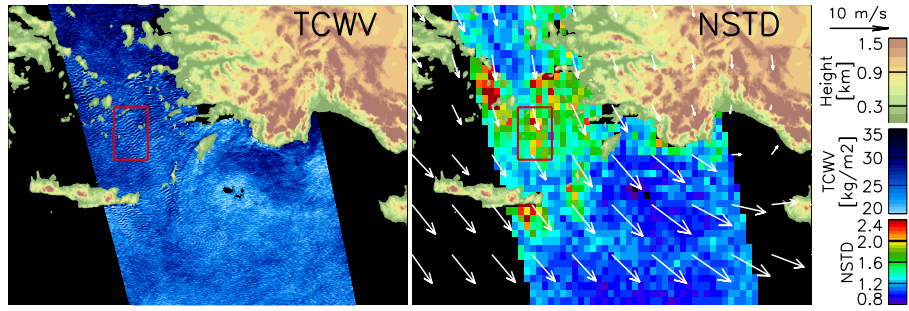 TCWV
NSTD
10 m/s
Height
[km]
1.5
0.9
0.3
TCWV
[kg/m2]
35
30
25
20
NSTD
2.4
2.0
1.6
1.2
0.8